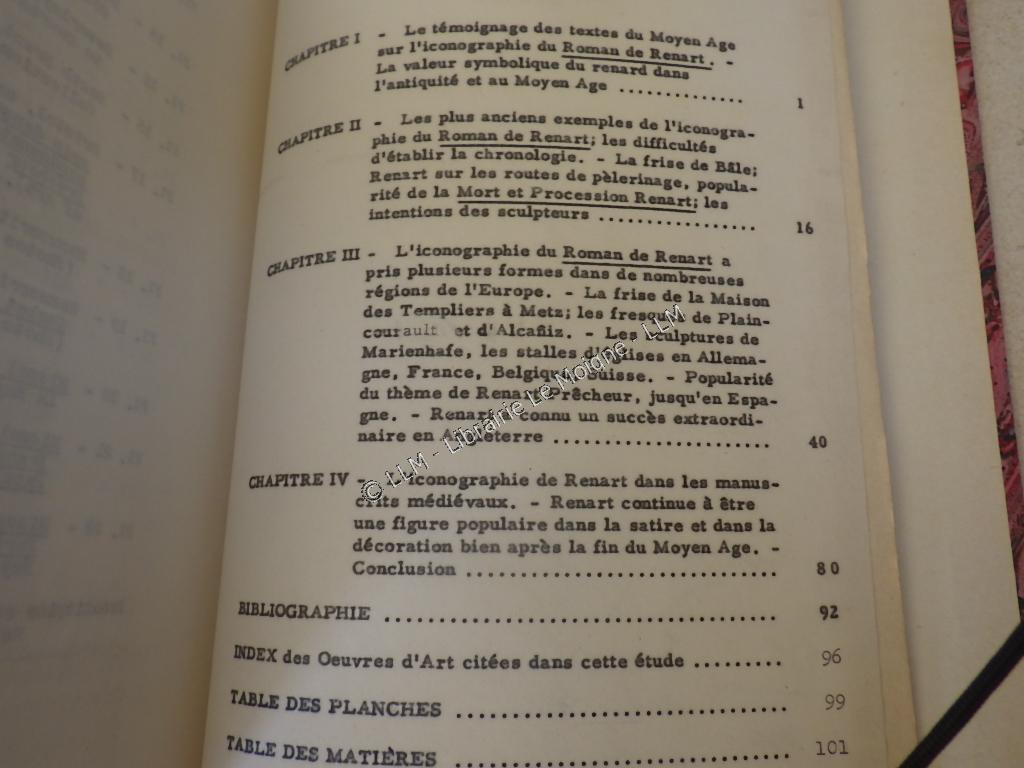 CHAPITRE I - Le témoignage des textes du Moyen Age
sur l'iconographie du Roman de Renart. -
La valeur symbolique du renard dans
l'antiquité et au Moyen Age .............. 1
CHAPITRE II - Les plus anciens exemples de l'iconogra-
phie du Roman de Renart; les difficultés
d'établir la chronologie. - La frise de Bâle;
Renart sur les routes de pèlerinage, popula-
rité de la Mort et Procession Renart; les
intentions des sculpteurs ................. 16
CHAPITRE III - L'iconographie du Roman de Renart a
pris plusieurs formes dans de nombreuses
régions de l'Europe. - La frise de la Maison
des Templiers à Metz; les fresques de Plain-
courault et d'Alcañiz. - Les sculptures de
Marienhafe, les stalles d'églises en Allema-
gne, France, Belgique, Suisse. - Popularité
du thème de Renart Prêcheur, jusqu'en Espa-
gne. - Renart a connu un succès extraordi-
naire en Angleterre ....................... 40
CHAPITRE IV - L'iconographie de Renart dans les manus-
crits médiévaux. - Renart continue à être
une figure populaire dans la satire et dans la
décoration bien après la fin du Moyen Age. -
Conclusion ................................. 80
BIBLIOGRAPHIE ........................................ 92
INDEX des Oeuvres d'Art citées dans cette étude ......... 96
TABLE DES PLANCHES .................................. 99
TABLE DES MATIÈRES .................................. 101
© LLM - Librairie Le Moigne - LLM